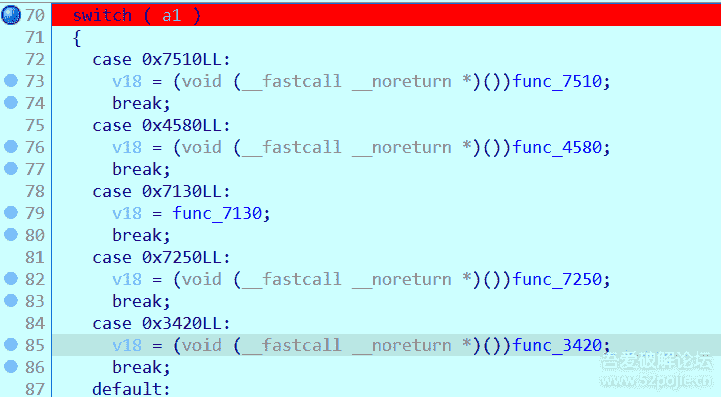 70 switch ( a1 )
71 {
72 case 0x7510LL:
73 v18 = (void (__fastcall __noreturn *)())func_7510;
74 break;
75 case 0x4580LL:
76 v18 = (void (__fastcall __noreturn *)())func_4580;
77 break;
78 case 0x7130LL:
79 v18 = func_7130;
80 break;
81 case 0x7250LL:
82 v18 = (void (__fastcall __noreturn *)())func_7250;
83 break;
84 case 0x3420LL:
85 v18 = (void (__fastcall __noreturn *)())func_3420;
86 break;
87 default:
吾爱破解论坛
www.52pojie.cn